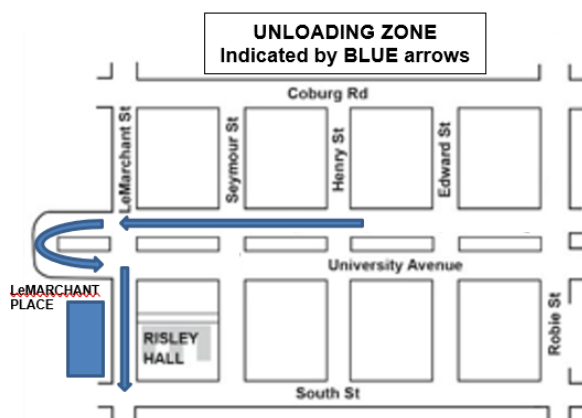 UNLOADING ZONE
Indicated by BLUE arrows
Coburg Rd
LeMarchant St
Seymour St
Henry St
Edward St
University Avenue
LeMARCHANT
PLACE
RISLEY
HALL
Robie St
South St